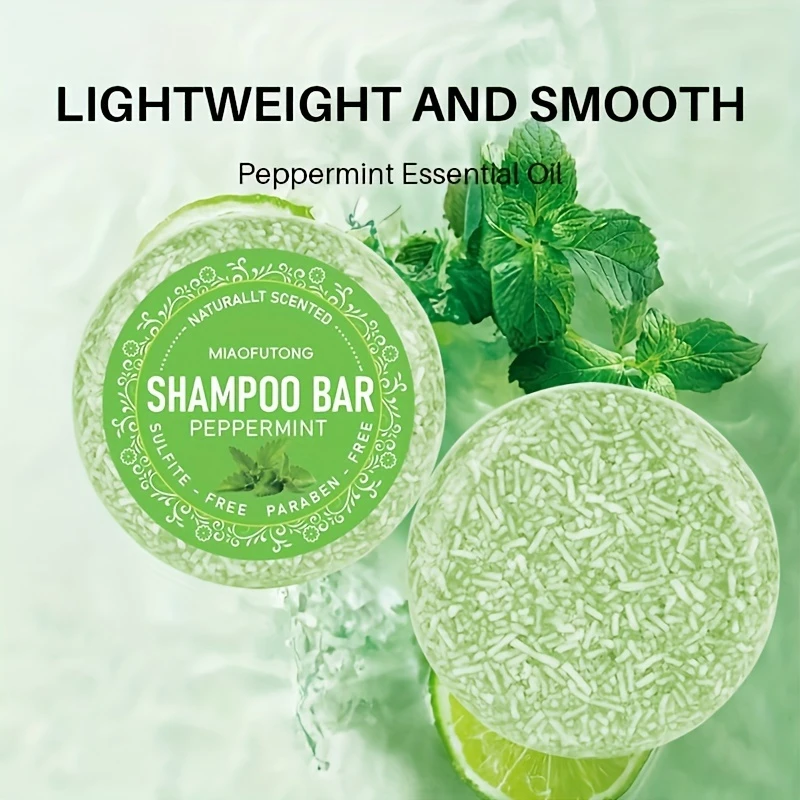 LIGHTWEIGHT AND SMOOTH
Peppermint Essential Oil
NATURALLT SCENTED
MIAOFUTONG
SHAMPOO BAR
PEPPERMINT
SULFITE - FREE PARABEN - FREE